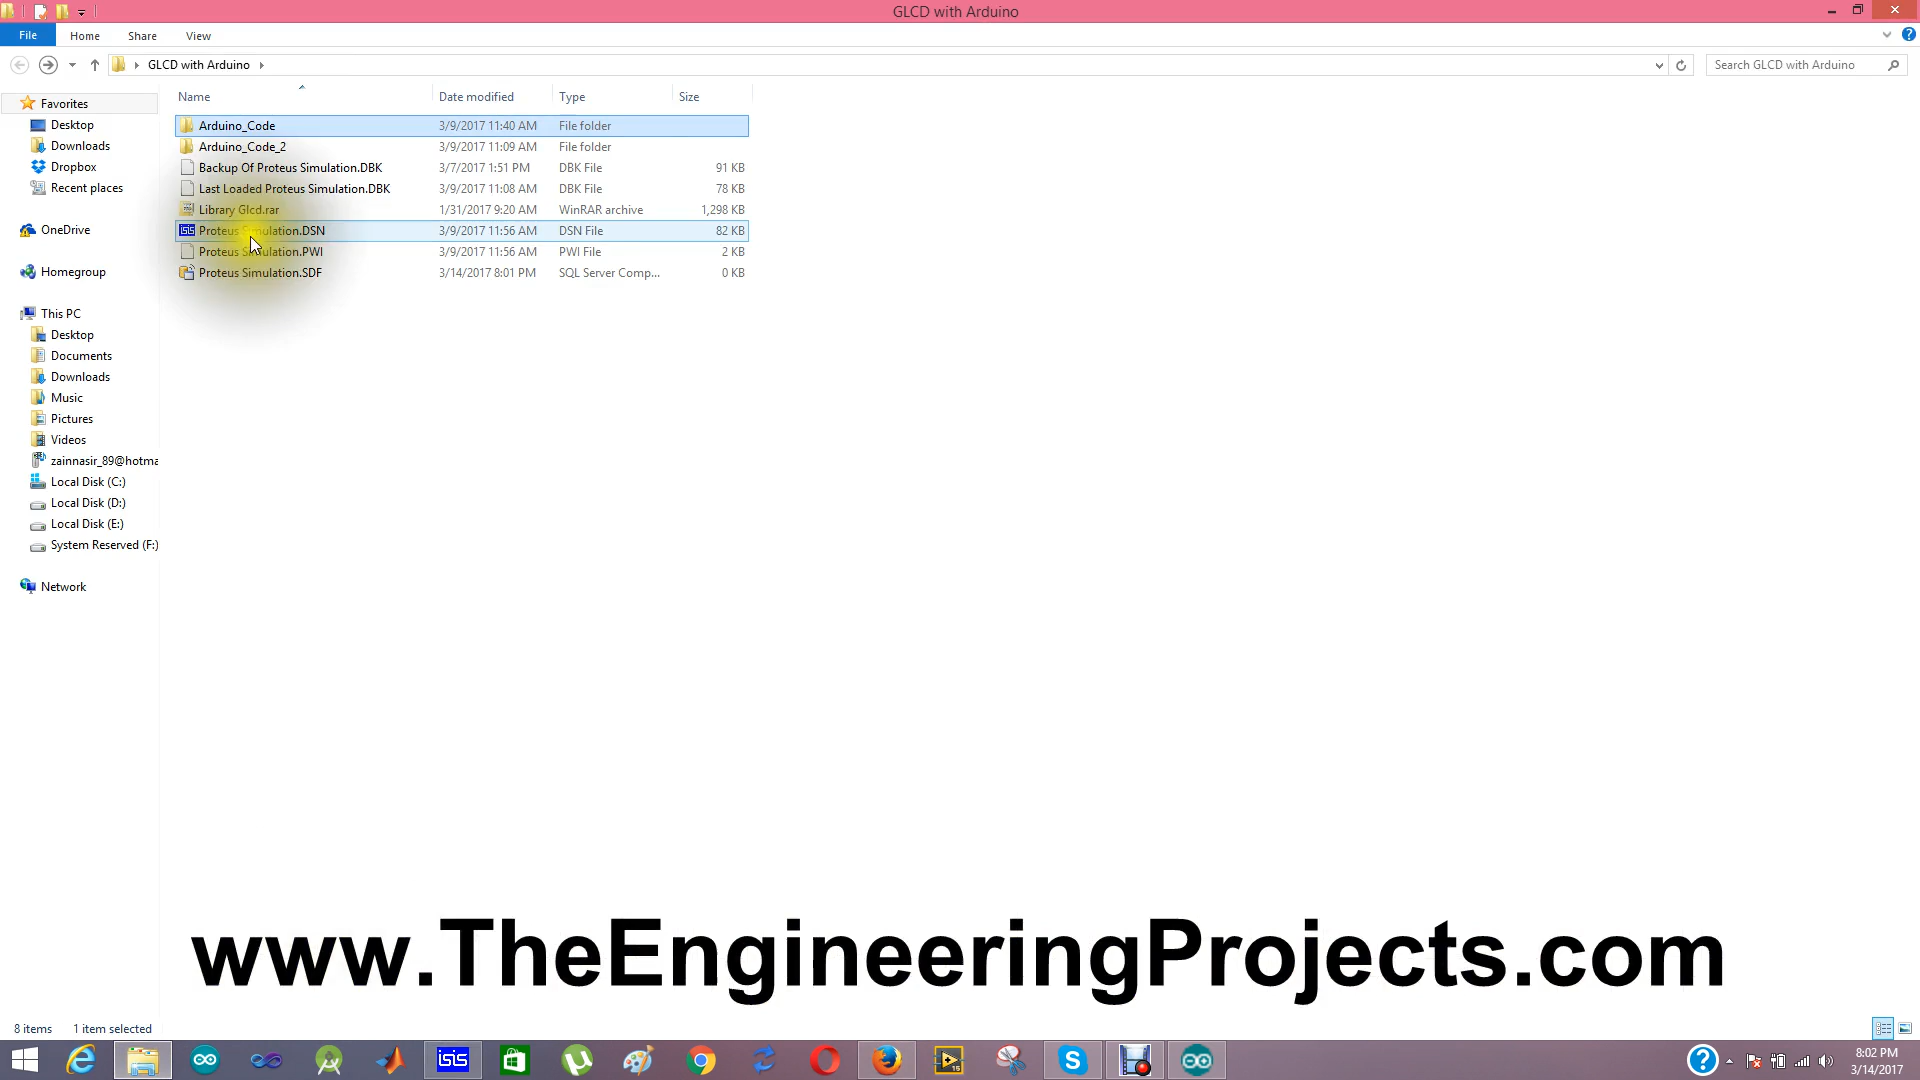 GLCD with Arduino
File Home Share View
GLCD with Arduino
Search GLCD with Arduino
Name Date modified Type Size
Favorites
Arduino_Code 3/9/2017 11:40 AM File folder
Desktop
Arduino_Code_2 3/9/2017 11:09 AM File folder
Downloads
Backup Of Proteus Simulation.DBK 3/7/2017 1:51 PM DBK File 91 KB
Dropbox
Last Loaded Proteus Simulation.DBK 3/9/2017 11:08 AM DBK File 78 KB
Recent places
Library Glcd.rar 1/31/2017 9:20 AM WinRAR archive 1,298 KB
OneDrive
Proteus Simulation.DSN 3/9/2017 11:56 AM DSN File 82 KB
Proteus Simulation.PWI 3/9/2017 11:56 AM PWI File 2 KB
Homegroup
Proteus Simulation.SDF 3/14/2017 8:01 PM SQL Server Comp... 0 KB
This PC
Desktop
Documents
Downloads
Music
Pictures
Videos
zainnasir_89@hotma
Local Disk (C:)
Local Disk (D:)
Local Disk (E:)
System Reserved (F:)
Network
www.TheEngineeringProjects.com
8 items 1 item selected
isis
8:02 PM
3/14/2017